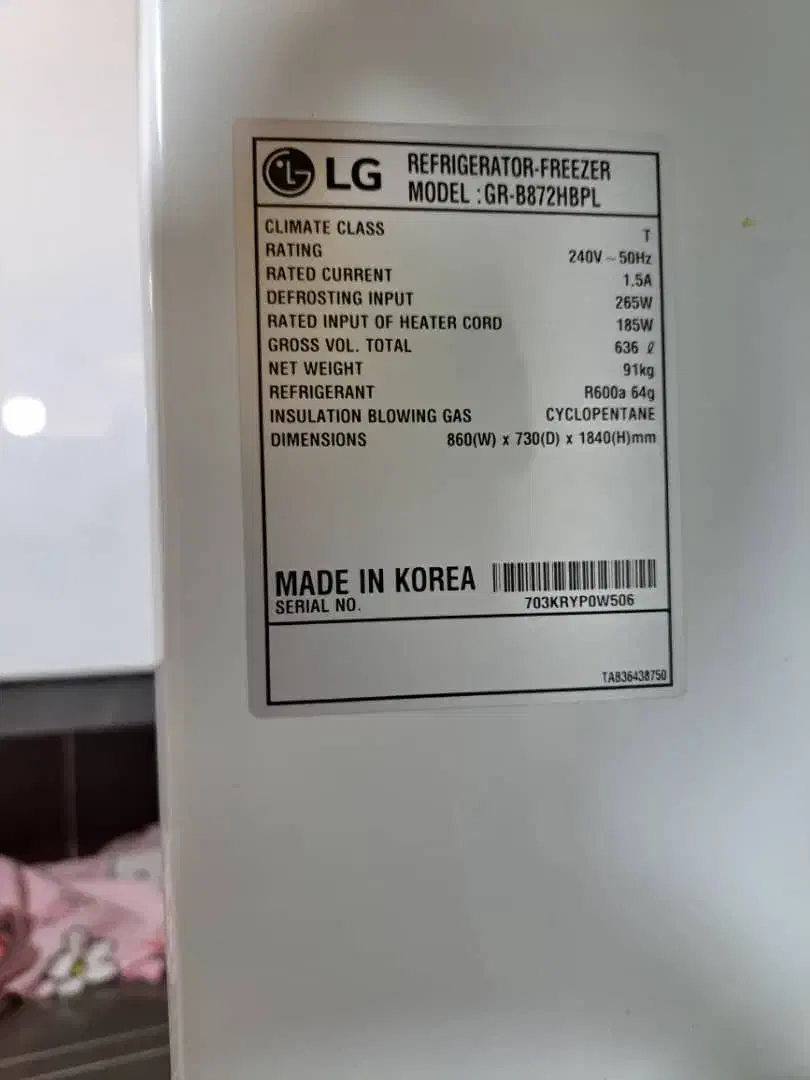 LG REFRIGERATOR-FREEZER
MODEL : GR-B872HBPL
CLIMATE CLASS T
RATING 240V ~ 50Hz
RATED CURRENT 1.5A
DEFROSTING INPUT 265W
RATED INPUT OF HEATER CORD 185W
GROSS VOL. TOTAL 636 ℓ
NET WEIGHT 91kg
REFRIGERANT R600a 64g
INSULATION BLOWING GAS CYCLOPENTANE
DIMENSIONS 860(W) x 730(D) x 1840(H)mm
MADE IN KOREA
SERIAL NO. 703KRYP0W506
TAB36438750